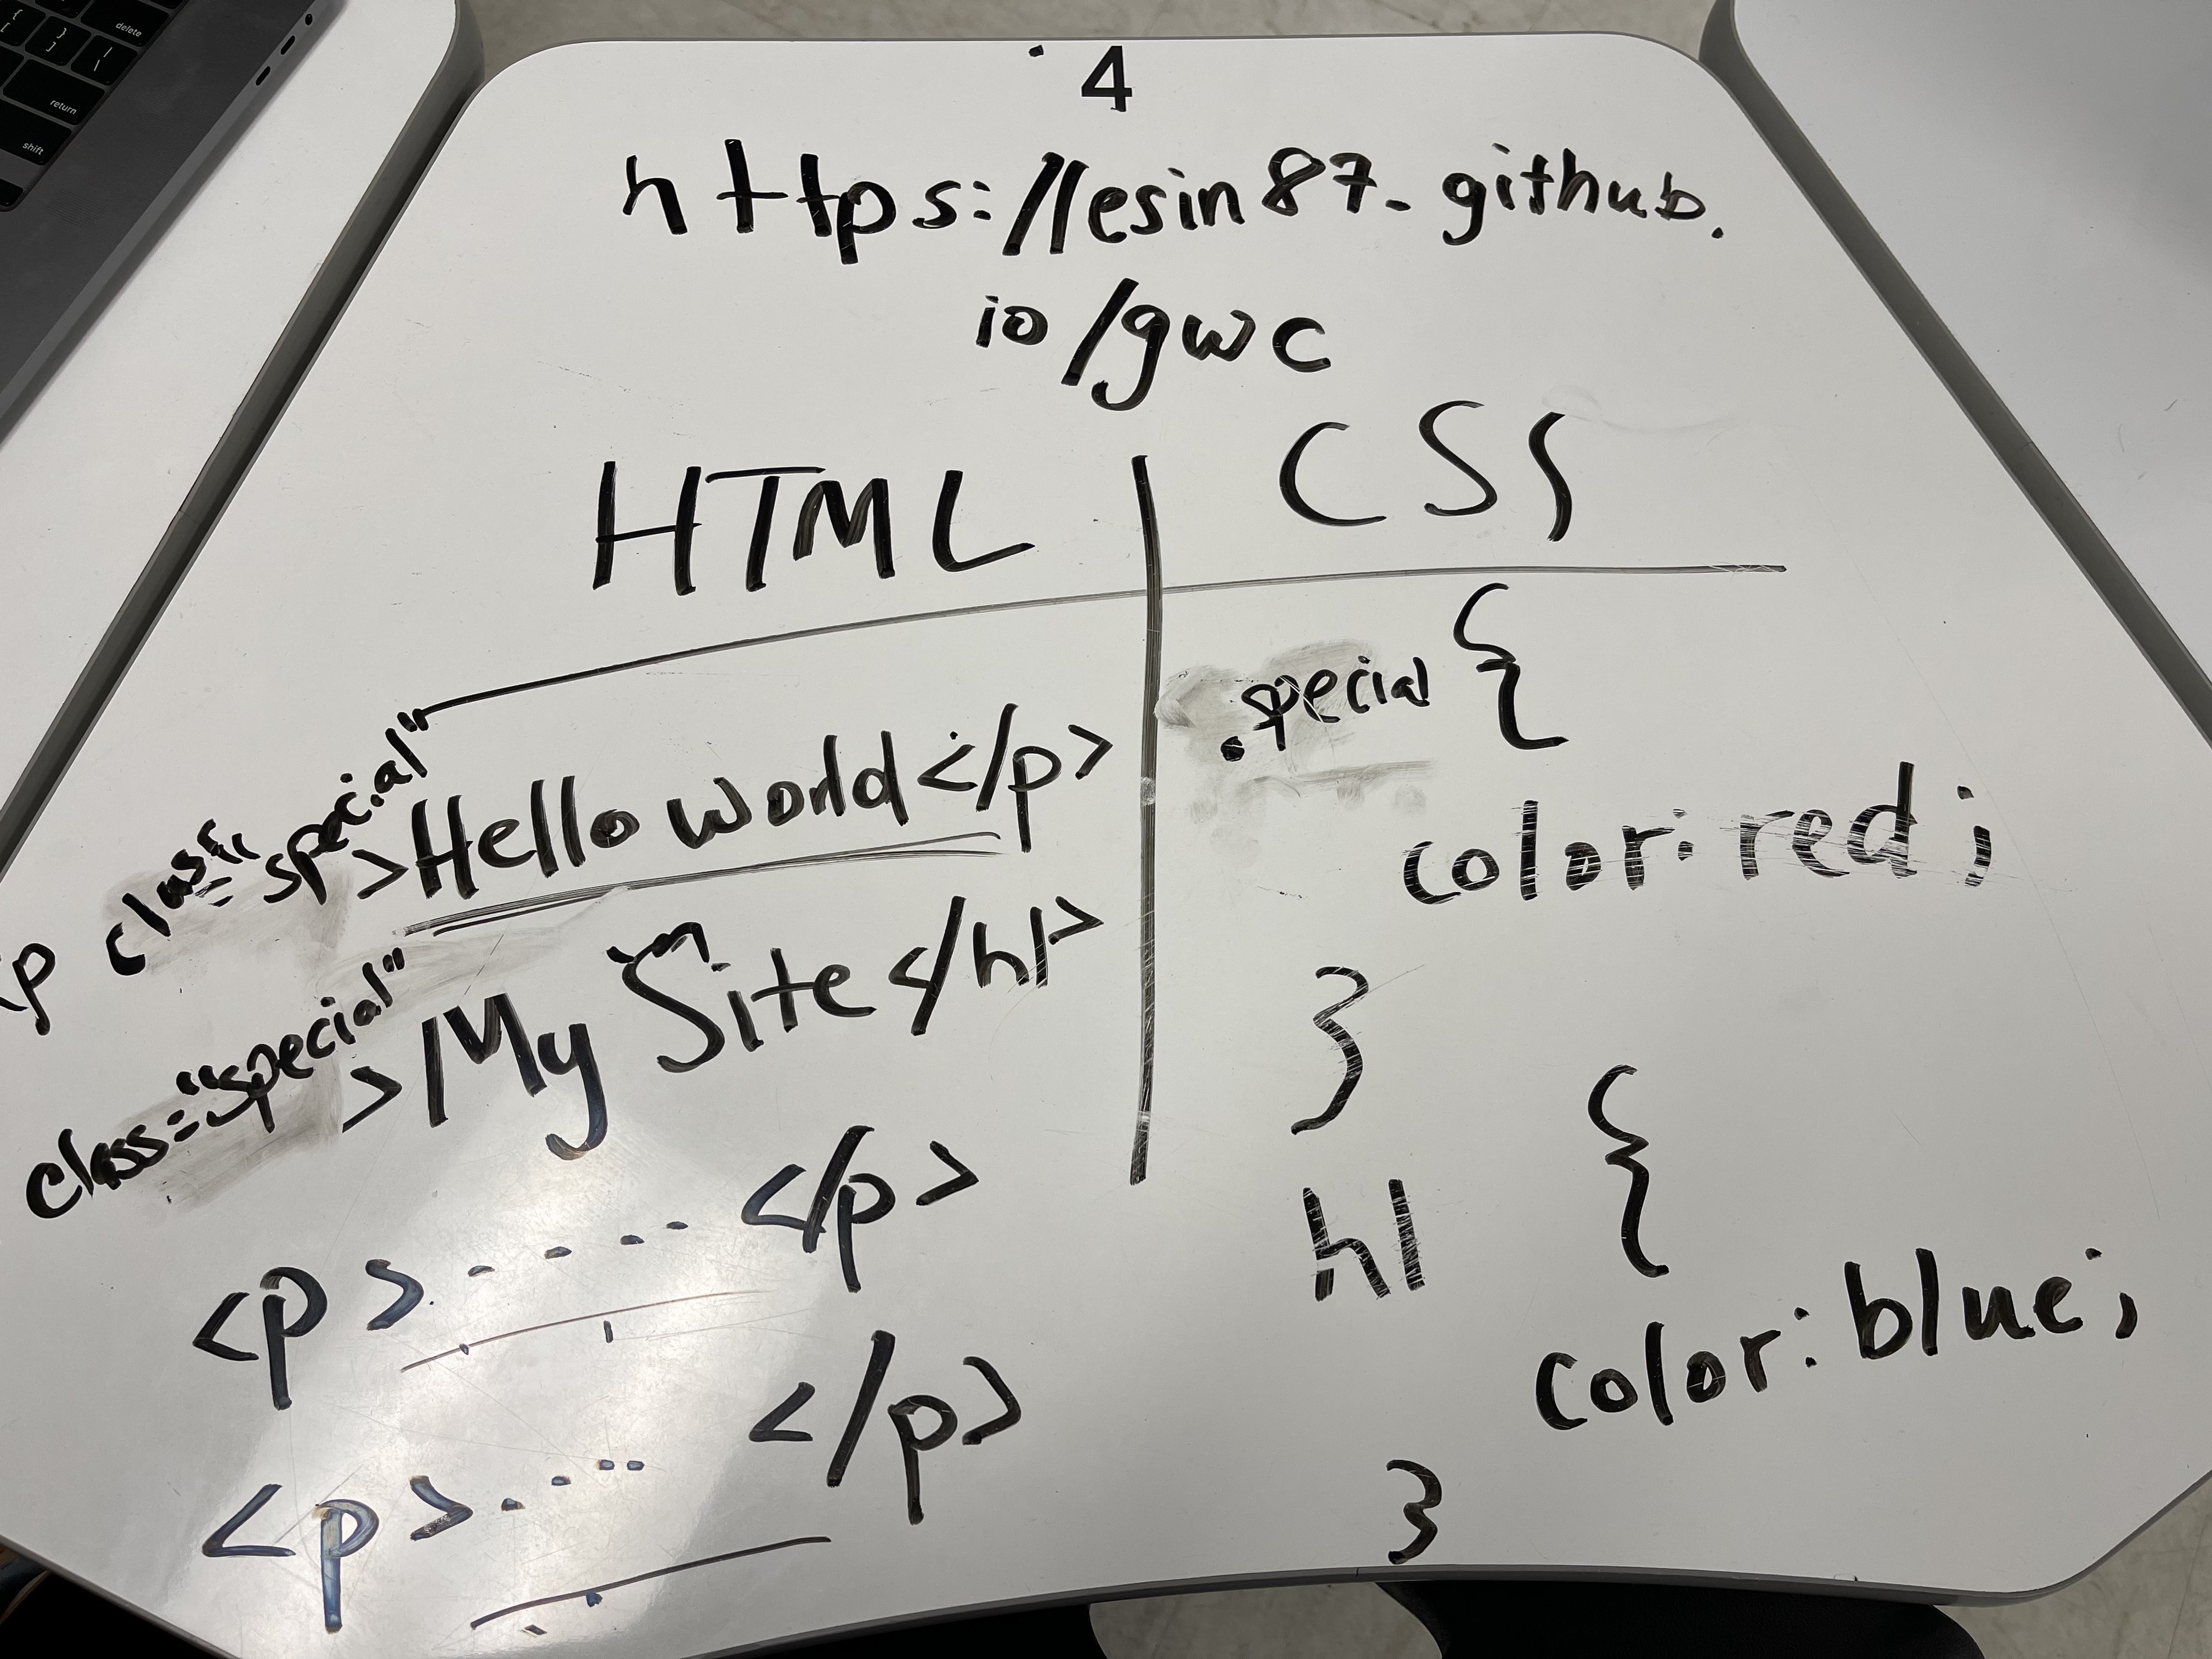 4
https://lesin87.github.
io/gwc
HTML
CSS
<p class="special">Hello world</p>
class="special">My Site</h1>
<p>.....</p>
<p>.....</p>
.special {
color: red;
}
h1 {
color: blue;
}
delete
return
shift